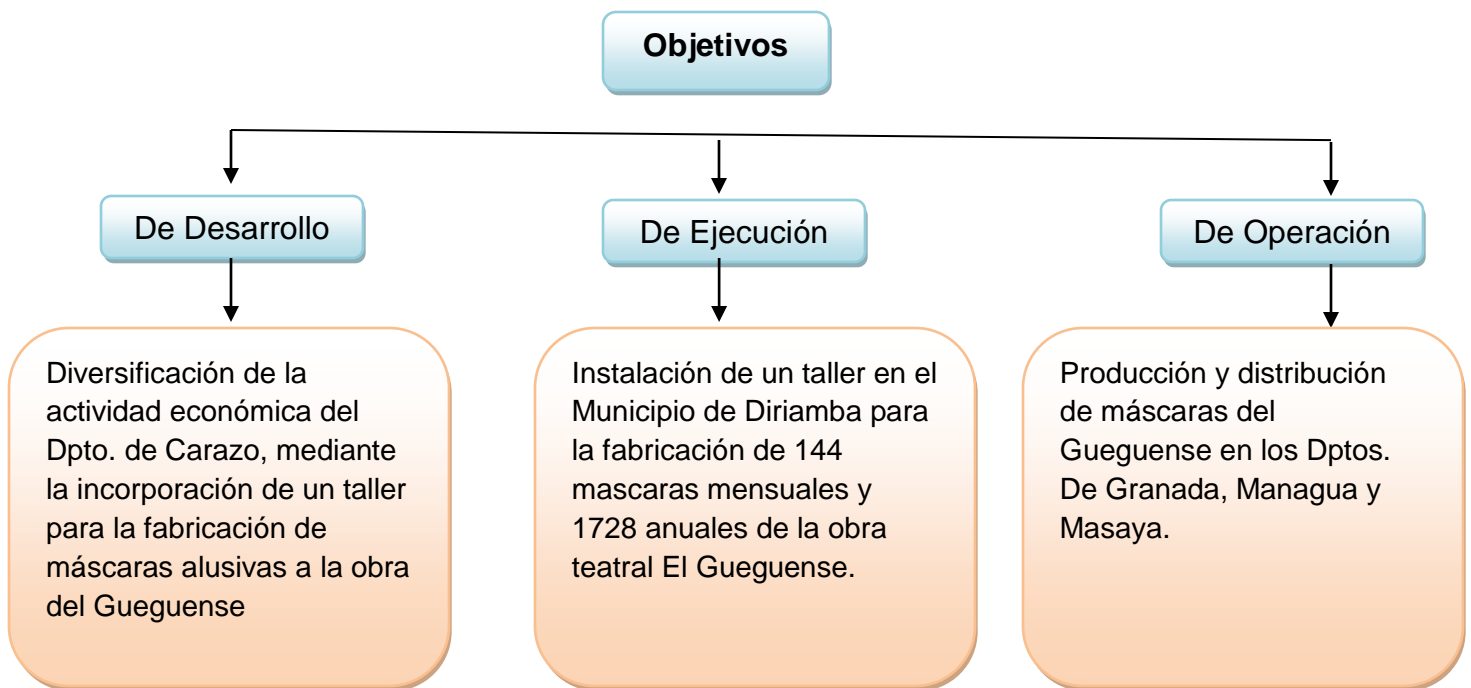 Objetivos
De Desarrollo
De Ejecución
De Operación
Diversificación de la
actividad económica del
Dpto. de Carazo, mediante
la incorporación de un taller
para la fabricación de
máscaras alusivas a la obra
del Gueguense
Instalación de un taller en el
Municipio de Diriamba para
la fabricación de 144
mascaras mensuales y
1728 anuales de la obra
teatral El Gueguense.
Producción y distribución
de máscaras del
Gueguense en los Dptos.
De Granada, Managua y
Masaya.